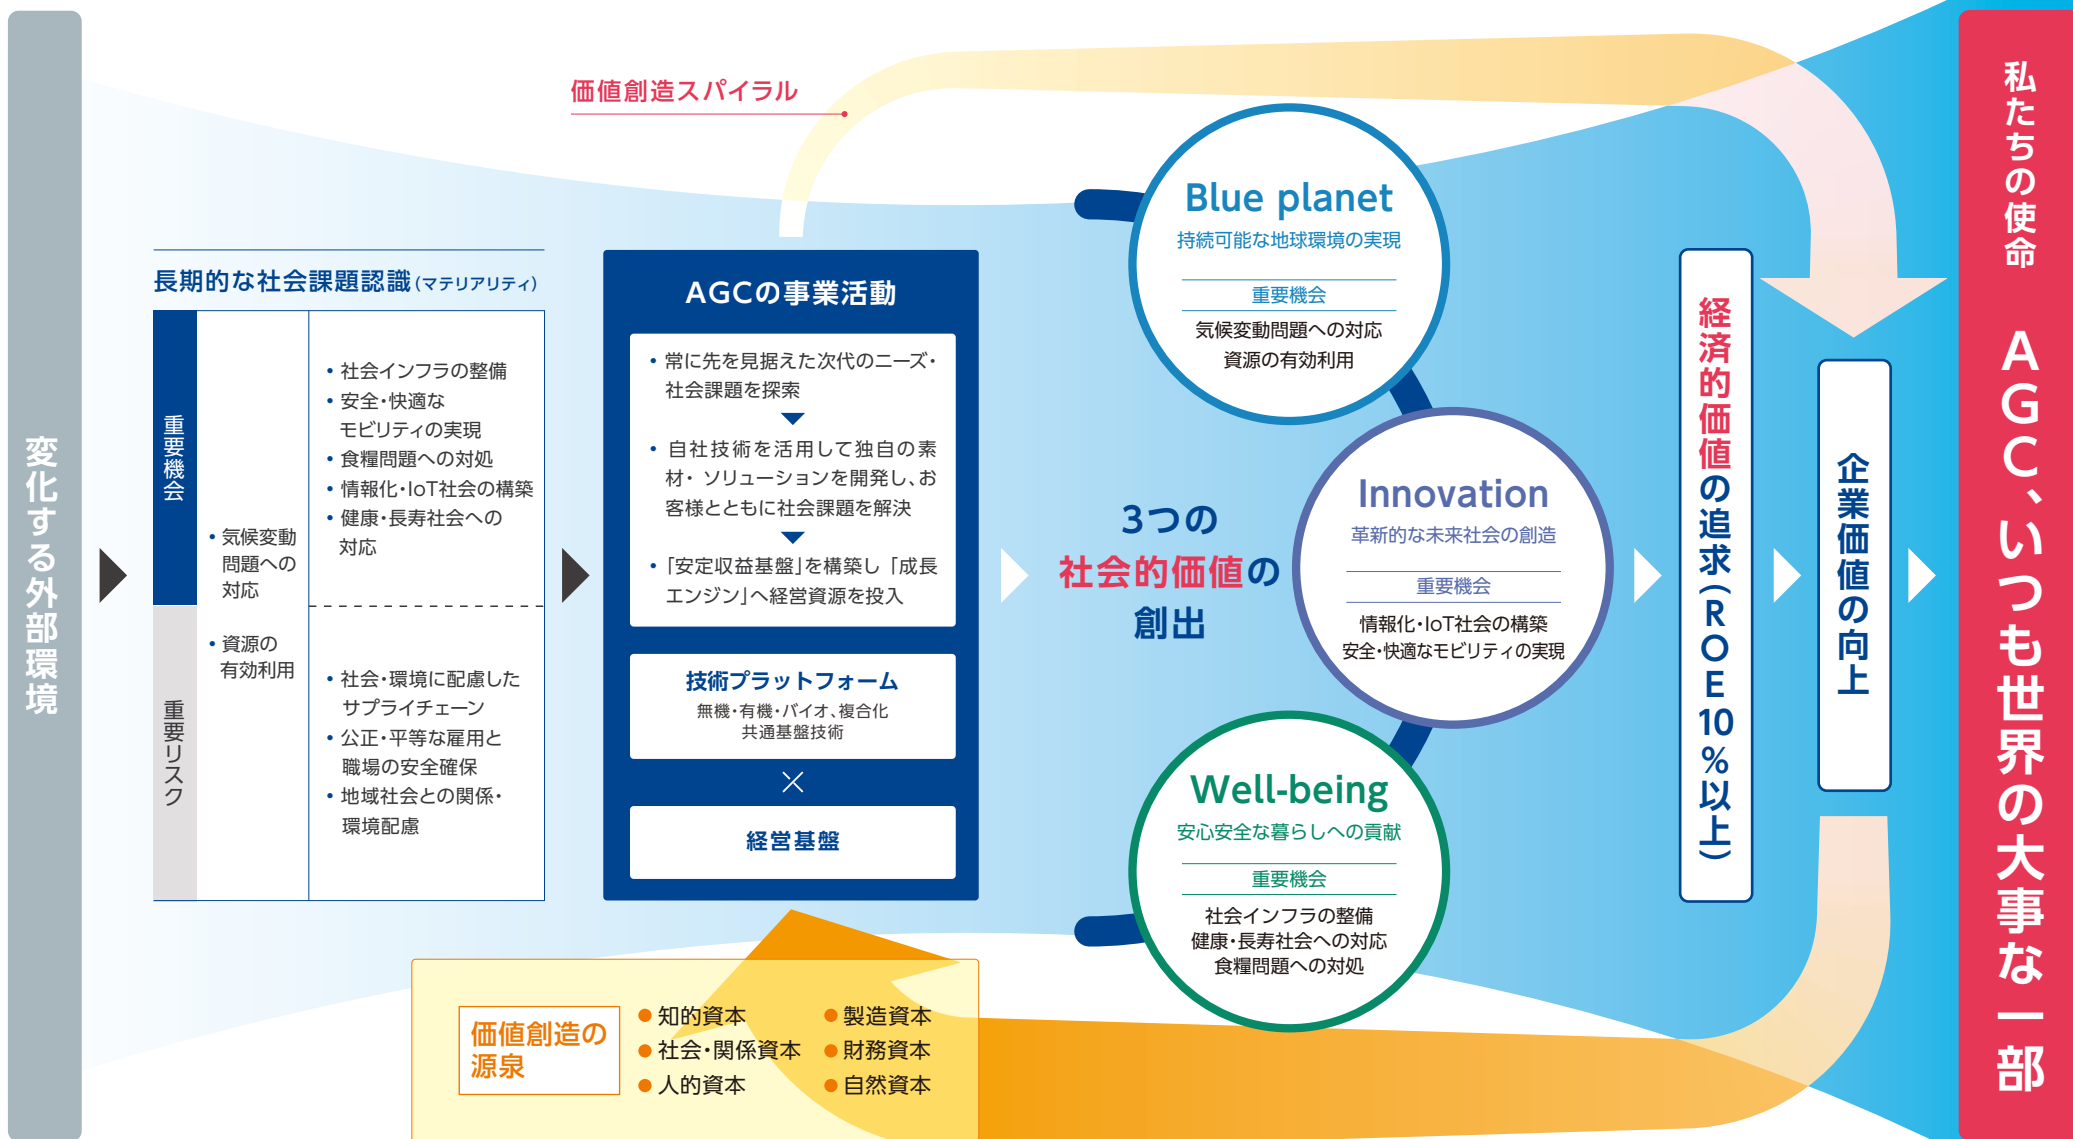 変化する外部環境
長期的な社会課題認識(マテリアリティ)
重要機会
重要リスク
• 気候変動
問題への
対応
• 資源の
有効利用
• 社会インフラの整備
• 安全・快適な
モビリティの実現
• 食糧問題への対処
• 情報化・IoT社会の構築
• 健康・長寿社会への
対応
• 社会・環境に配慮した
サプライチェーン
• 公正・平等な雇用と
職場の安全確保
• 地域社会との関係・
環境配慮
価値創造スパイラル
AGCの事業活動
• 常に先を見据えた次代のニーズ・
社会課題を探索
• 自社技術を活用して独自の素
材・ソリューションを開発し、お
客様とともに社会課題を解決
• 「安定収益基盤」を構築し「成長
エンジン」へ経営資源を投入
技術プラットフォーム
無機・有機・バイオ、複合化
共通基盤技術
×
経営基盤
価値創造の
源泉
● 知的資本
● 社会・関係資本
● 人的資本
● 製造資本
● 財務資本
● 自然資本
3つの
社会的価値の
創出
Blue planet
持続可能な地球環境の実現
重要機会
気候変動問題への対応
資源の有効利用
Innovation
革新的な未来社会の創造
重要機会
情報化・IoT社会の構築
安全・快適なモビリティの実現
Well-being
安心安全な暮らしへの貢献
重要機会
社会インフラの整備
健康・長寿社会への対応
食糧問題への対処
経済的価値の追求(ROE10%以上)
企業価値の向上
私たちの使命 AGC、いつも世界の大事な一部